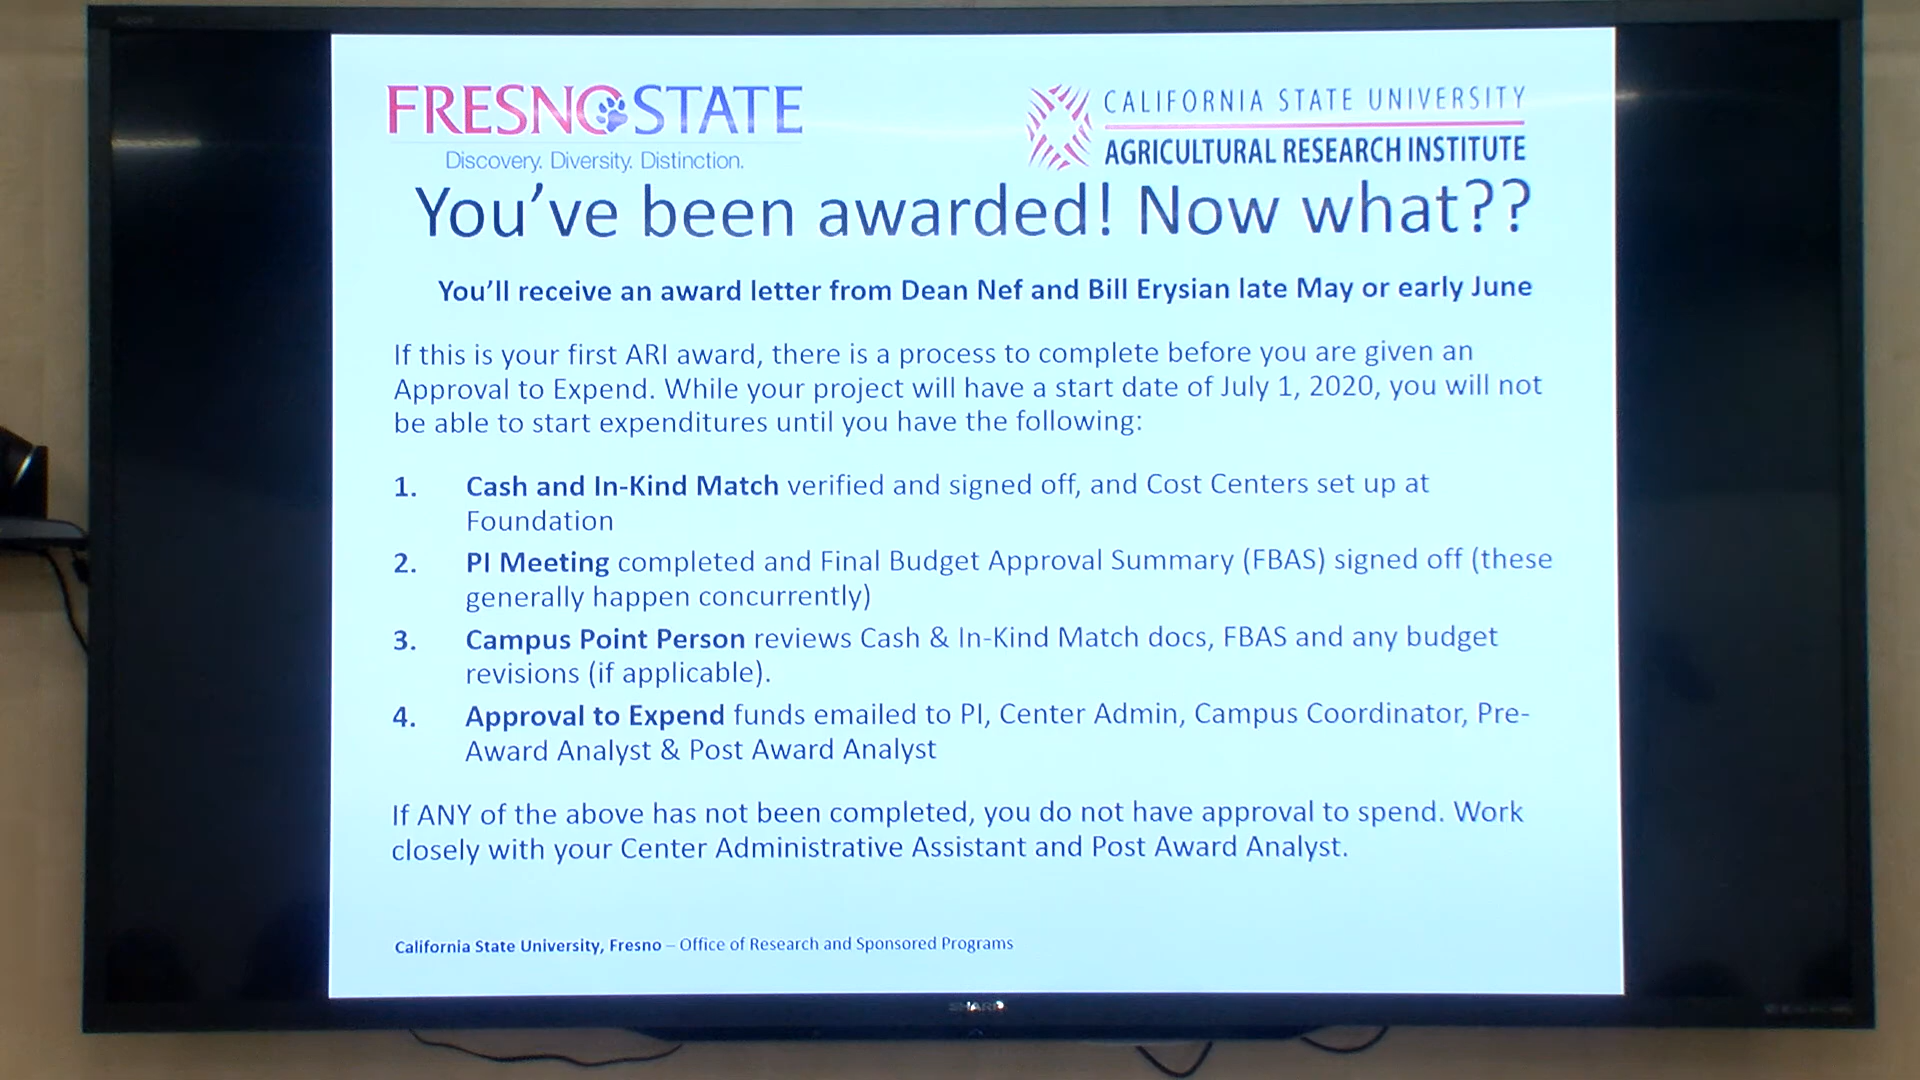 FRESNO STATE
Discovery. Diversity. Distinction.
CALIFORNIA STATE UNIVERSITY
AGRICULTURAL RESEARCH INSTITUTE
You’ve been awarded! Now what??
You’ll receive an award letter from Dean Nef and Bill Erysian late May or early June
If this is your first ARI award, there is a process to complete before you are given an
Approval to Expend. While your project will have a start date of July 1, 2020, you will not
be able to start expenditures until you have the following:
1. Cash and In-Kind Match verified and signed off, and Cost Centers set up at
Foundation
2. PI Meeting completed and Final Budget Approval Summary (FBAS) signed off (these
generally happen concurrently)
3. Campus Point Person reviews Cash & In-Kind Match docs, FBAS and any budget
revisions (if applicable).
4. Approval to Expend funds emailed to PI, Center Admin, Campus Coordinator, Pre-
Award Analyst & Post Award Analyst
If ANY of the above has not been completed, you do not have approval to spend. Work
closely with your Center Administrative Assistant and Post Award Analyst.
California State University, Fresno – Office of Research and Sponsored Programs
SHARP